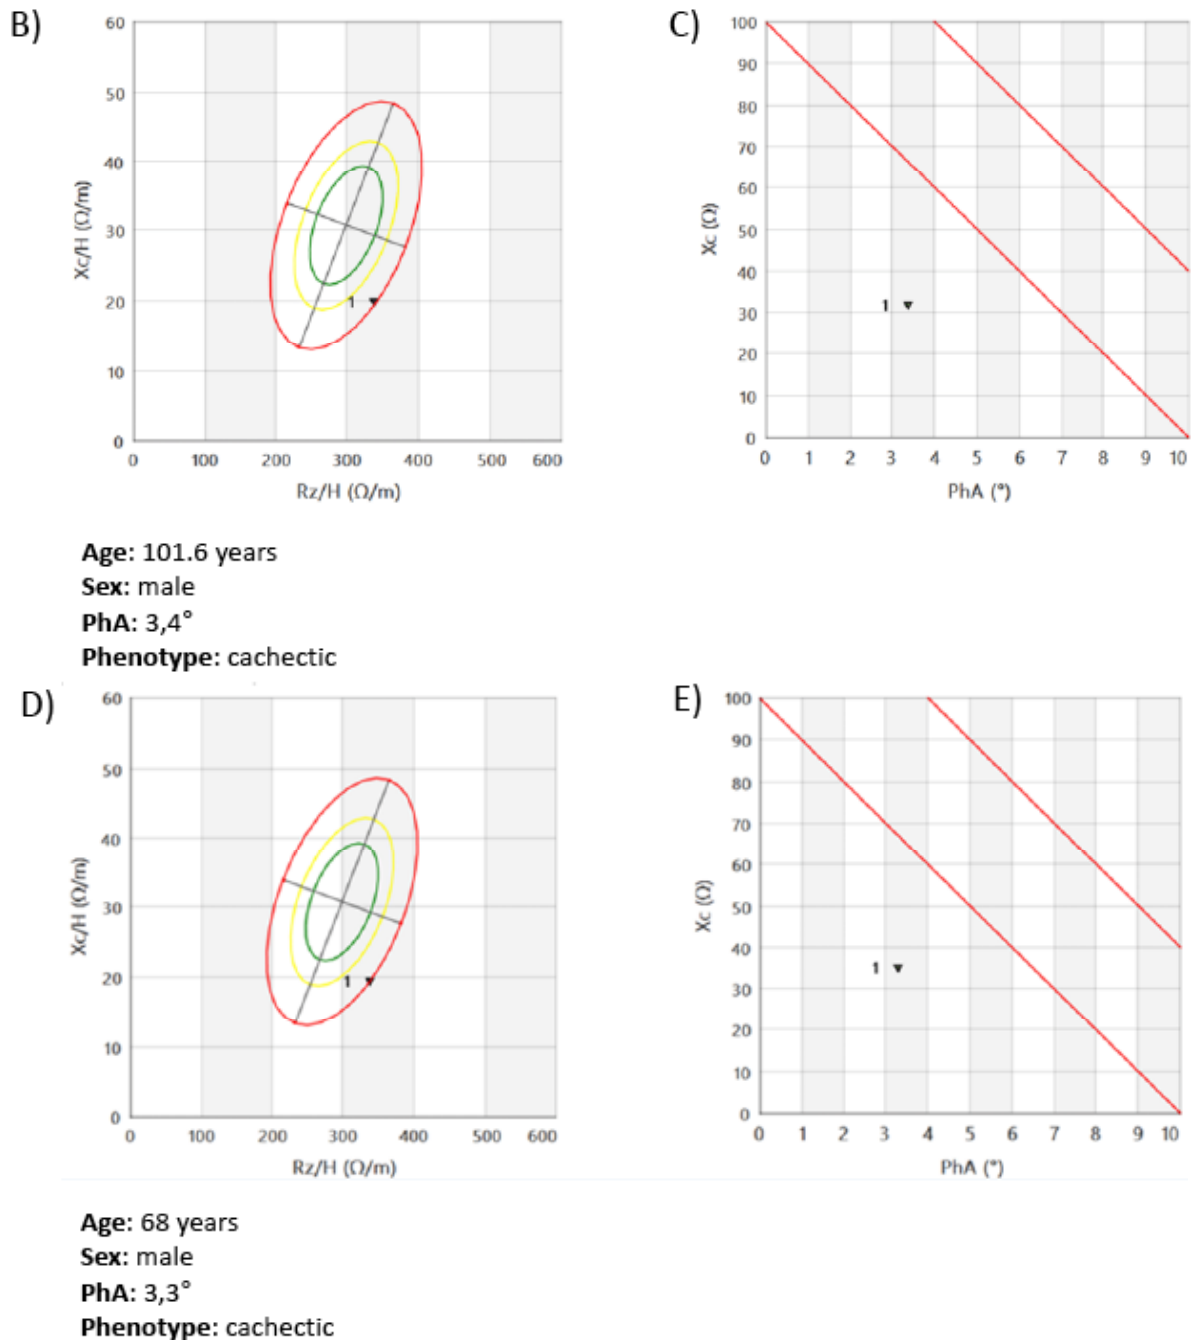 B)
60
50
40
30
20
10
0
Xc/H (Ω/m)
1
0 100 200 300 400 500 600
Rz/H (Ω/m)
C)
100
90
80
70
60
50
40
30
20
10
0
Xc (Ω)
1
0 1 2 3 4 5 6 7 8 9 10
PhA (°)
Age: 101.6 years
Sex: male
PhA: 3,4°
Phenotype: cachectic
D)
60
50
40
30
20
10
0
Xc/H (Ω/m)
1
0 100 200 300 400 500 600
Rz/H (Ω/m)
E)
100
90
80
70
60
50
40
30
20
10
0
Xc (Ω)
1
0 1 2 3 4 5 6 7 8 9 10
PhA (°)
Age: 68 years
Sex: male
PhA: 3,3°
Phenotype: cachectic